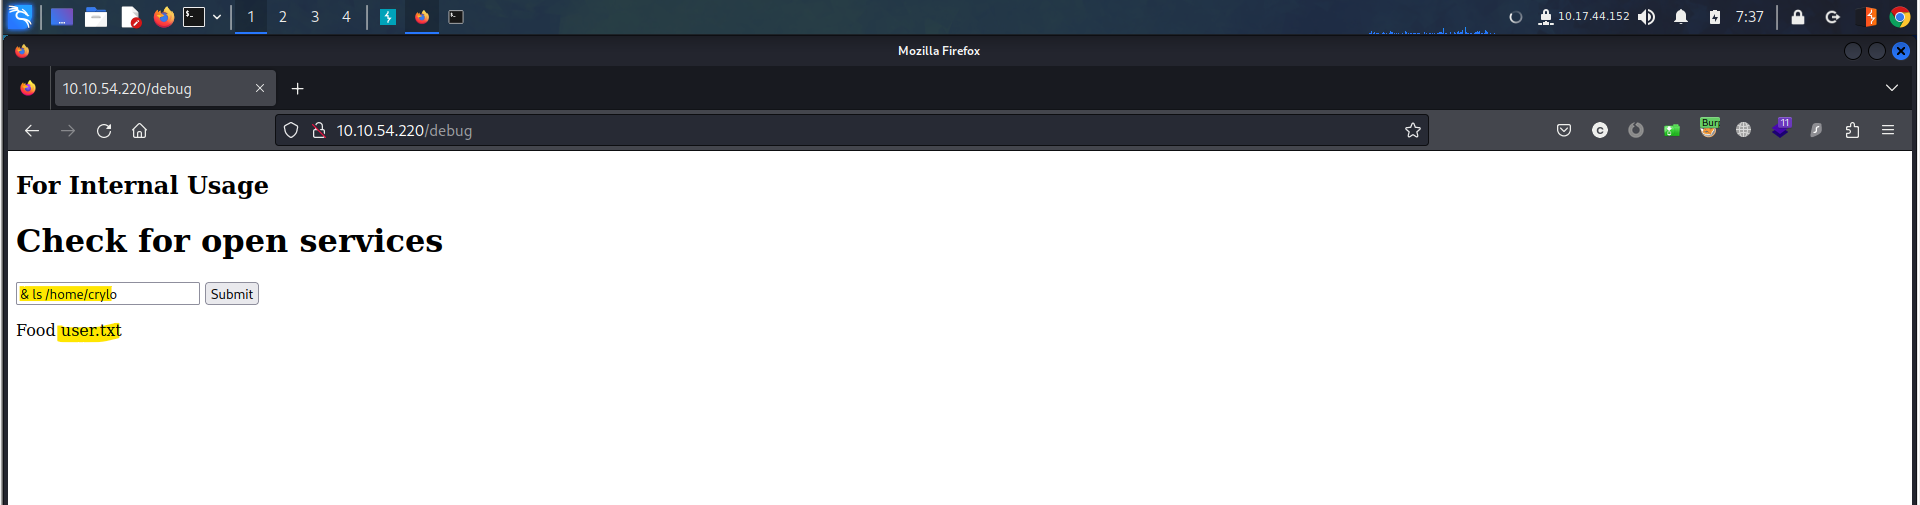 1 2 3 4 10.17.44.152 7:37
Mozilla Firefox
10.10.54.220/debug
11
10.10.54.220/debug
For Internal Usage
Check for open services
& ls /home/crylo Submit
Food user.txt